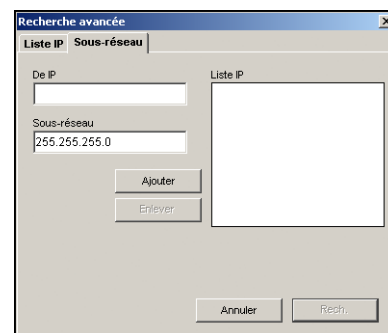 Recherche avancée
Liste IP Sous-réseau
De IP
Liste IP
Sous-réseau
255.255.255.0
Ajouter
Enlever
Annuler
Rech.